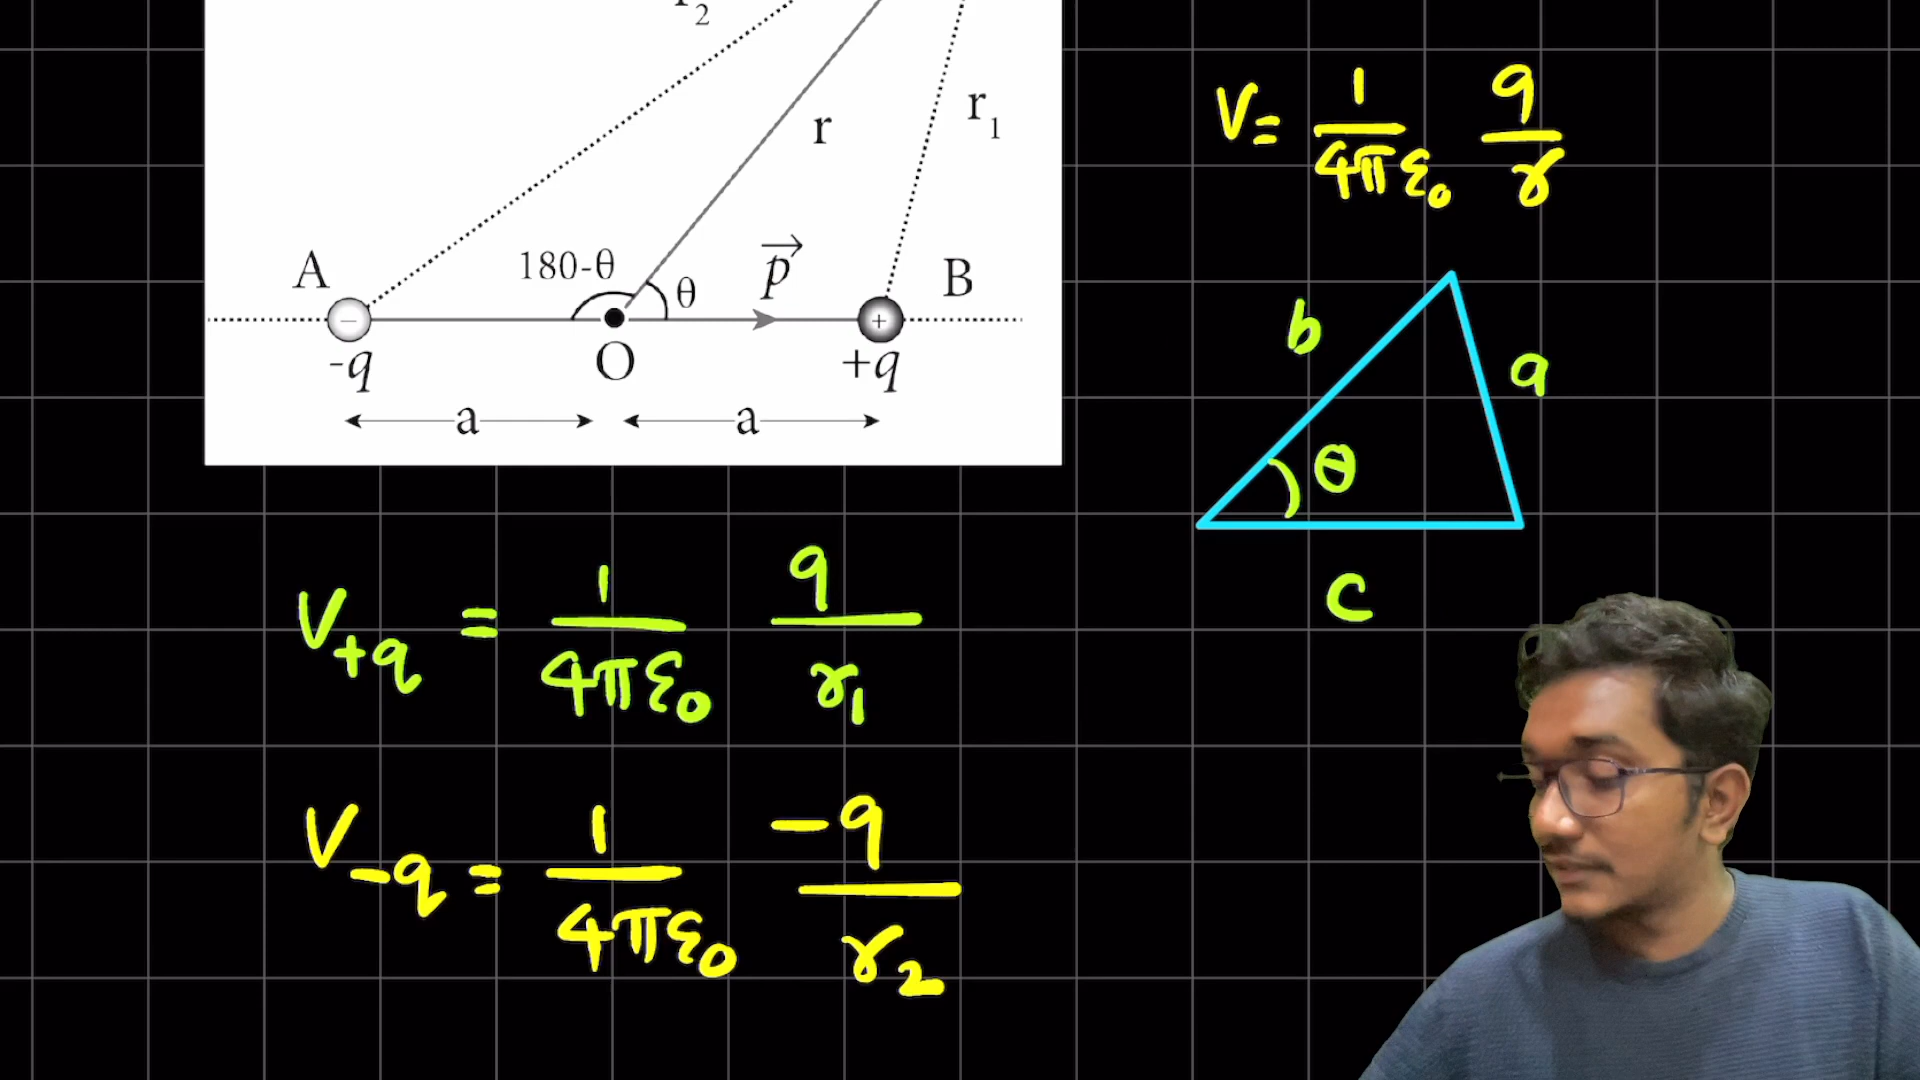 r₂
r
r₁
180-θ
θ
p⃗
A
B
−
+
-q
O
+q
a
a
V = 1/4πε₀ q/r
b
a
θ
c
V₊q = 1/4πε₀ q/r₁
V₋q = 1/4πε₀ -q/r₂